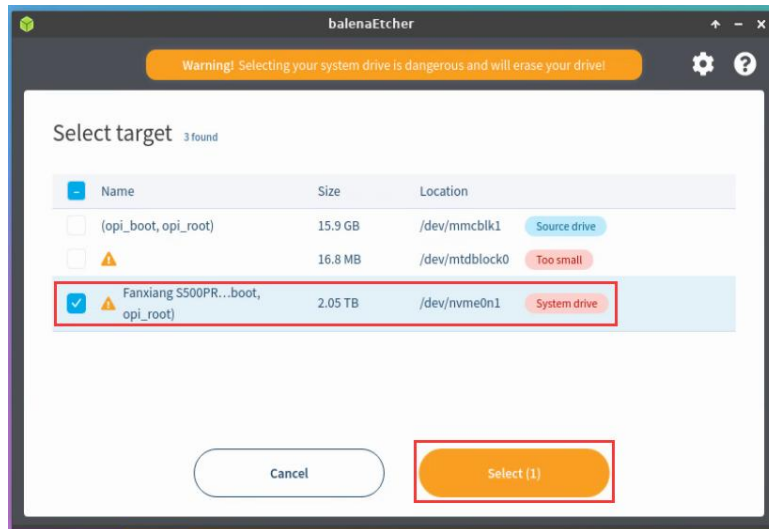 balenaEtcher
Warning! Selecting your system drive is dangerous and will erase your drive!
Select target 3 found
Name Size Location
(opi_boot, opi_root) 15.9 GB /dev/mmcblk1 Source drive
16.8 MB /dev/mtdblock0 Too small
Fanxiang S500PR...boot,
opi_root) 2.05 TB /dev/nvme0n1 System drive
Cancel Select (1)